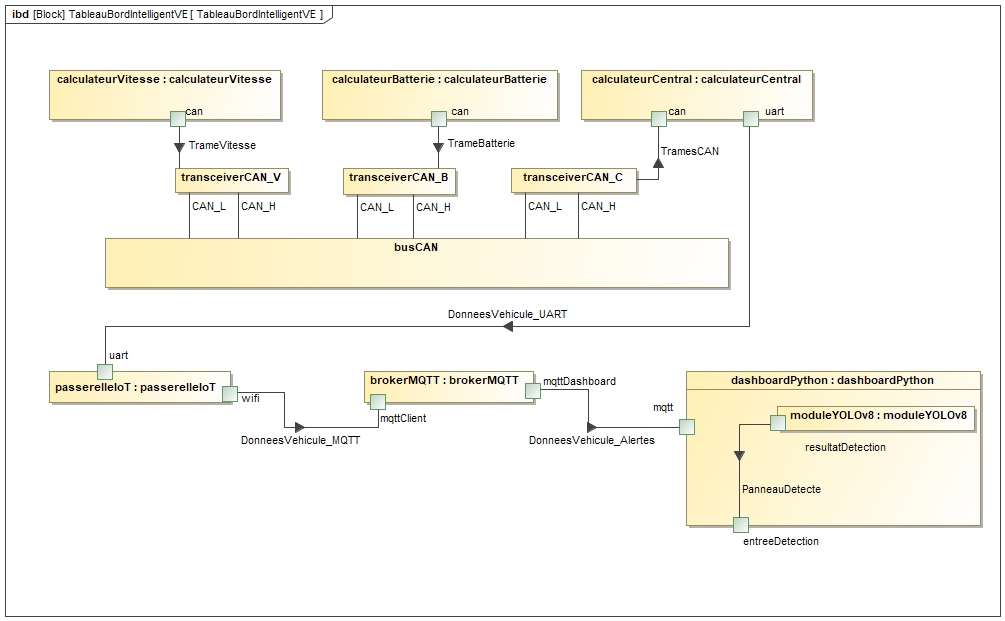 ibd [Block] TableauBordIntelligentVE [ TableauBordIntelligentVE ]
calculateurVitesse : calculateurVitesse
calculateurBatterie : calculateurBatterie
calculateurCentral : calculateurCentral
can
can
can
uart
TrameVitesse
TrameBatterie
TramesCAN
transceiverCAN_V
transceiverCAN_B
transceiverCAN_C
CAN_L
CAN_H
CAN_L
CAN_H
CAN_L
CAN_H
busCAN
DonneesVehicule_UART
uart
passerelleIoT : passerelleIoT
wifi
DonneesVehicule_MQTT
brokerMQTT : brokerMQTT
mqttDashboard
mqttClient
DonneesVehicule_Alertes
mqtt
dashboardPython : dashboardPython
moduleYOLOv8 : moduleYOLOv8
resultatDetection
PanneauDetecte
entreeDetection